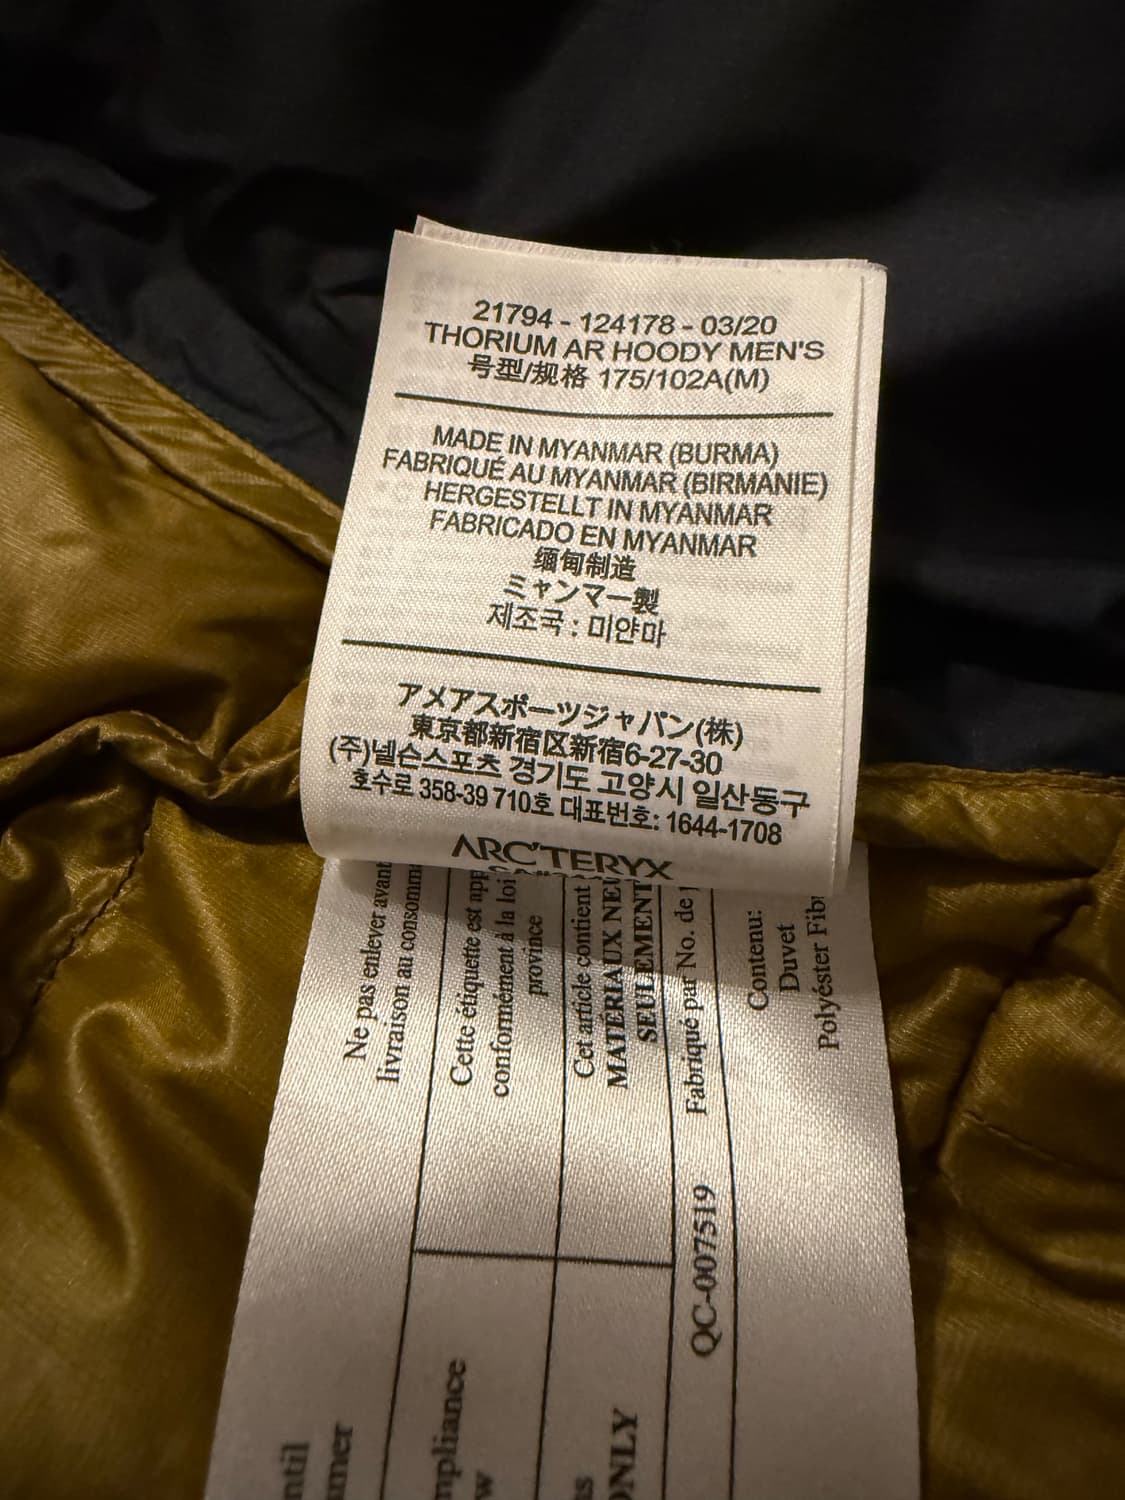 21794 - 124178 - 03/20
THORIUM AR HOODY MEN'S
号型/规格 175/102A(M)
MADE IN MYANMAR (BURMA)
FABRIQUÉ AU MYANMAR (BIRMANIE)
HERGESTELLT IN MYANMAR
FABRICADO EN MYANMAR
缅甸制造
ミャンマー製
제조국 : 미얀마
アメアスポーツジャパン(株)
東京都新宿区新宿6-27-30
(주)넬슨스포츠 경기도 고양시 일산동구
호수로 358-39 710호 대표번호: 1644-1708
ARC'TERYX
Ne pas enlever avant
livraison au
Cette étiquette est
conformément à la loi
province
Cet article contient
MATERIAUX
SEULEMENT
Fabriqué par No. de
QC-007519
Contenu:
Duvet
Polyéster